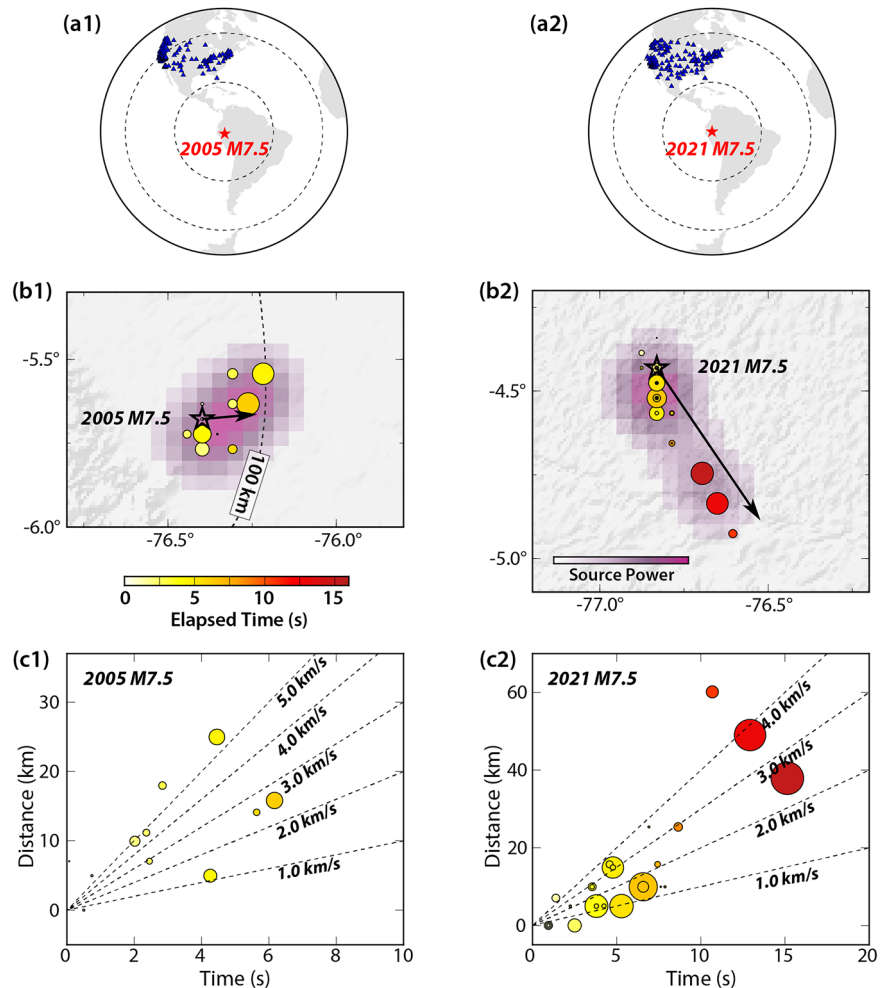 (a1)
2005 M7.5
(a2)
2021 M7.5
(b1)
-5.5°
2005 M7.5
100 km
-6.0°
-76.5° -76.0°
0 5 10 15
Elapsed Time (s)
(b2)
2021 M7.5
-4.5°
-5.0°
Source Power
-77.0° -76.5°
(c1)
2005 M7.5
Distance (km)
30
20
10
0
5.0 km/s
4.0 km/s
3.0 km/s
2.0 km/s
1.0 km/s
0 2 4 6 8 10
Time (s)
(c2)
2021 M7.5
Distance (km)
60
40
20
0
4.0 km/s
3.0 km/s
2.0 km/s
1.0 km/s
0 5 10 15 20
Time (s)